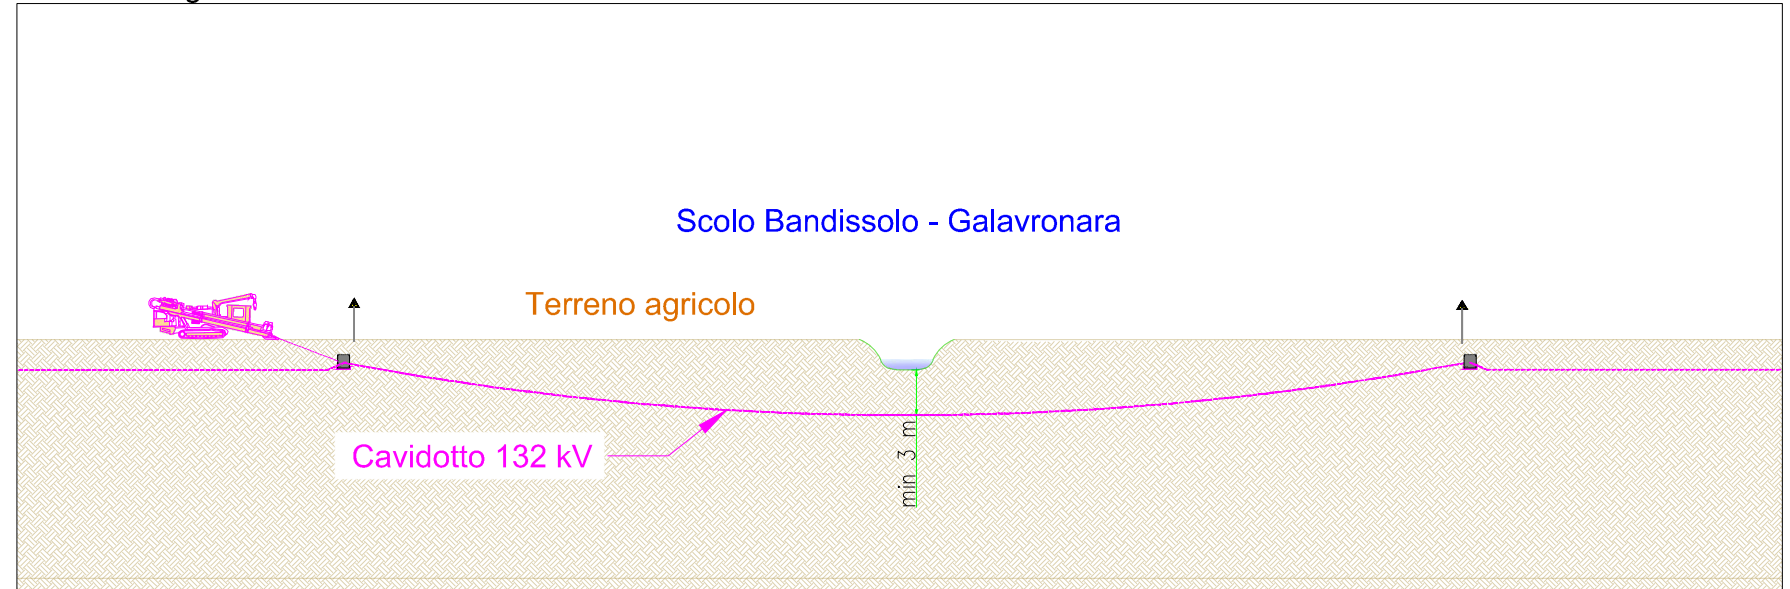 Scolo Bandissolo - Galavronara
Terreno agricolo
Cavidotto 132 kV
min 3 m